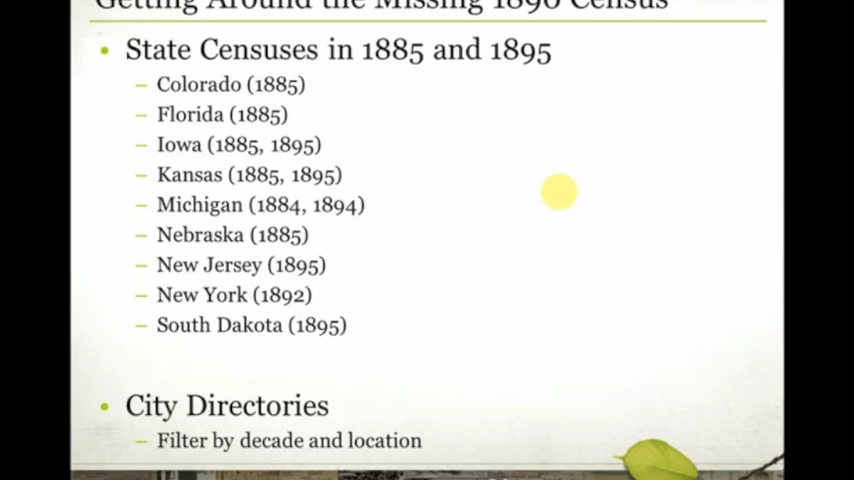 Getting Around the Missing 1890 Census
• State Censuses in 1885 and 1895
– Colorado (1885)
– Florida (1885)
– Iowa (1885, 1895)
– Kansas (1885, 1895)
– Michigan (1884, 1894)
– Nebraska (1885)
– New Jersey (1895)
– New York (1892)
– South Dakota (1895)
• City Directories
– Filter by decade and location